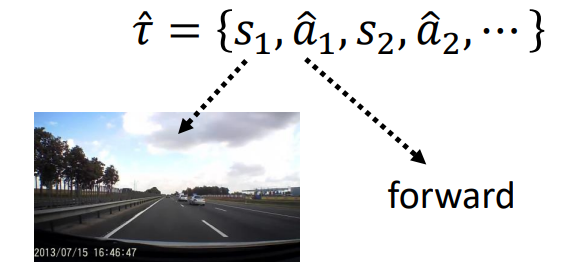 τ̂ = {s₁, â₁, s₂, â₂, ⋯ }
forward
2013/07/15 16:46:47